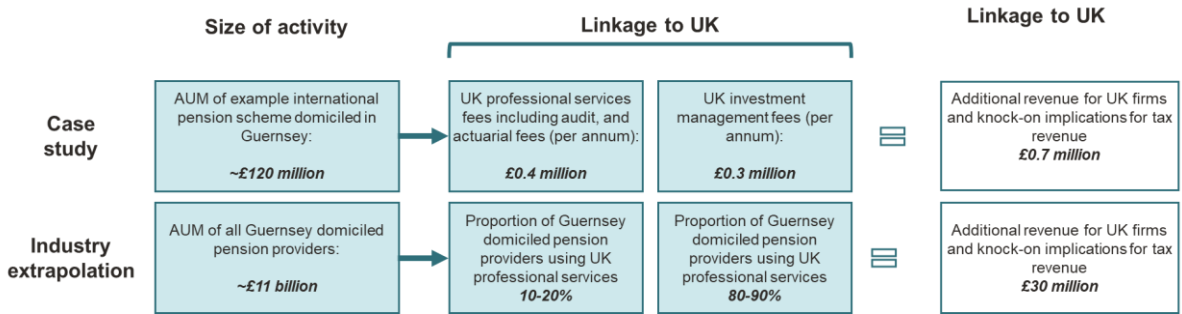 Size of activity
Linkage to UK
Linkage to UK
Case
study
AUM of example international
pension scheme domiciled in
Guernsey:
~£120 million
UK professional services
fees including audit, and
actuarial fees (per annum):
£0.4 million
UK investment
management fees (per
annum):
£0.3 million
Additional revenue for UK firms
and knock-on implications for tax
revenue
£0.7 million
Industry
extrapolation
AUM of all Guernsey domiciled
pension providers:
~£11 billion
Proportion of Guernsey
domiciled pension
providers using UK
professional services
10-20%
Proportion of Guernsey
domiciled pension
providers using UK
professional services
80-90%
Additional revenue for UK firms
and knock-on implications for tax
revenue
£30 million